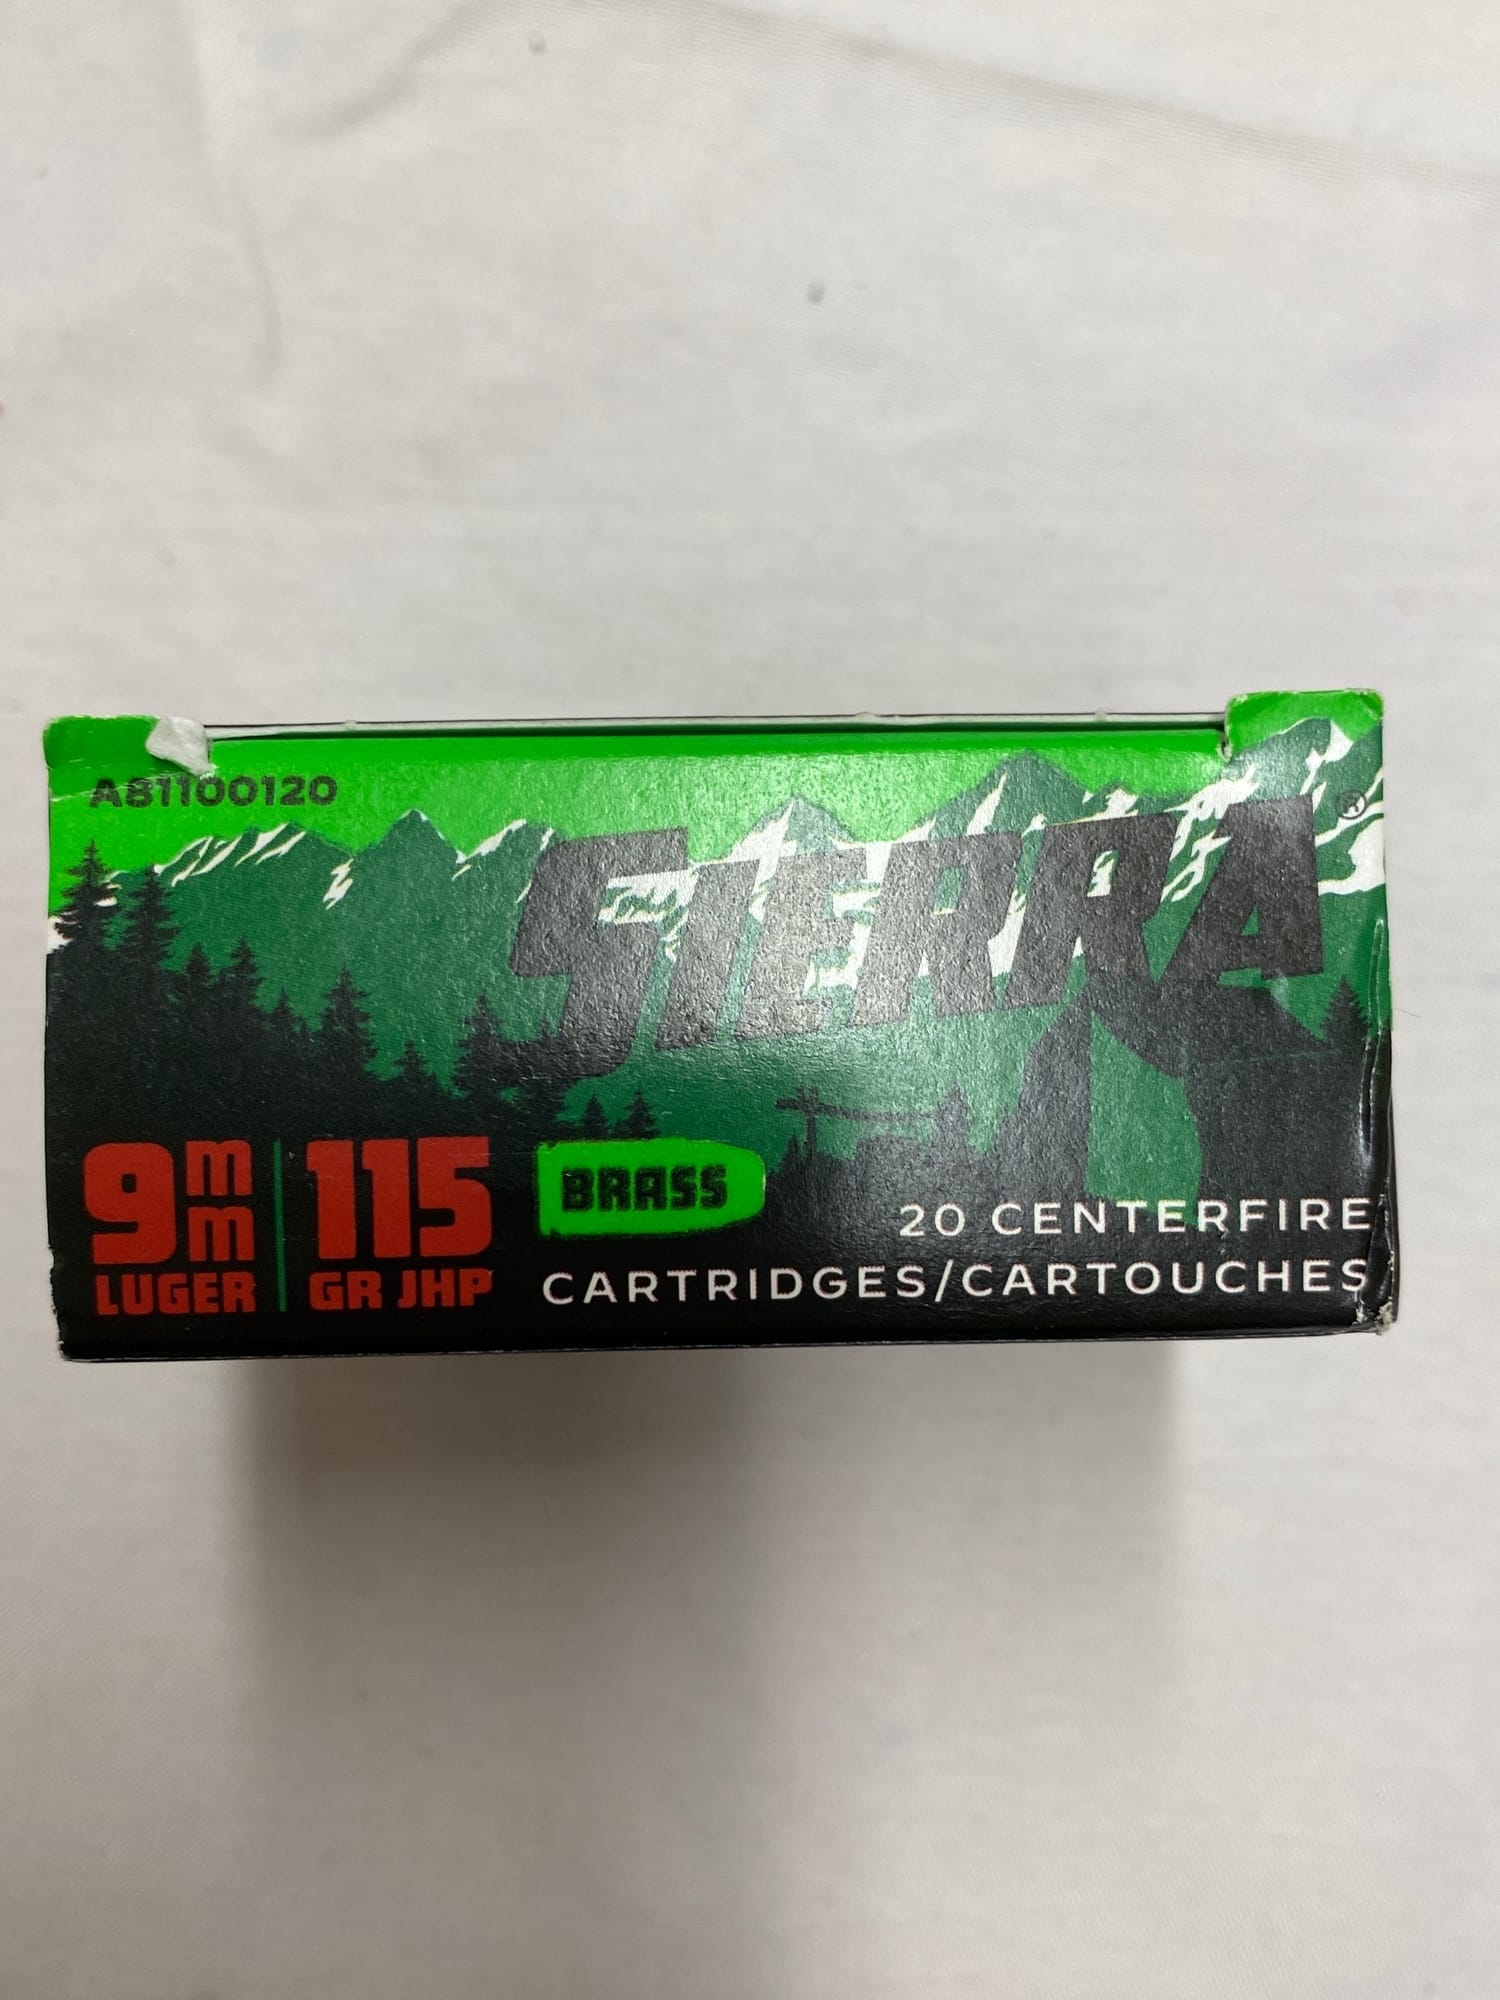 A81100120
SIERRA®
9mm LUGER
115 GR JHP
BRASS
20 CENTERFIRE
CARTRIDGES/CARTOUCHES